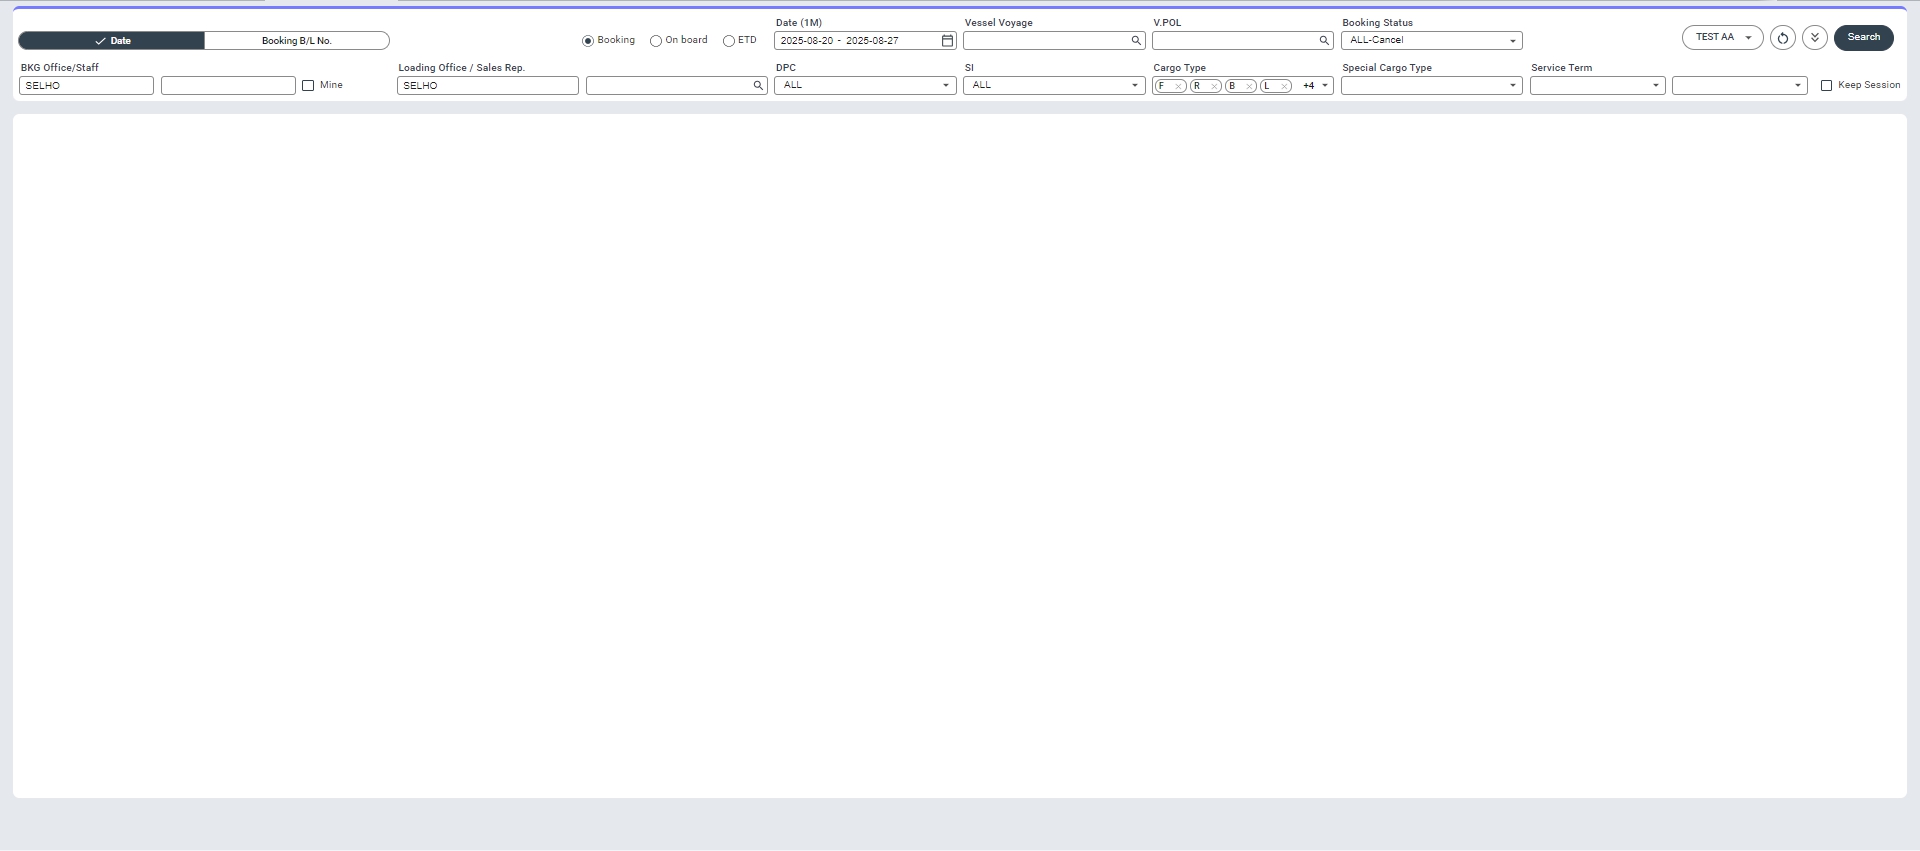 Date (1M) Vessel Voyage V.POL Booking Status
Date Booking B/L No. Booking On board ETD 2025-08-20 - 2025-08-27 ALL-Cancel TEST AA Search
BKG Office/Staff Loading Office / Sales Rep. DPC SI Cargo Type Special Cargo Type Service Term
SELHO Mine SELHO ALL ALL F R B L +4 Keep Session